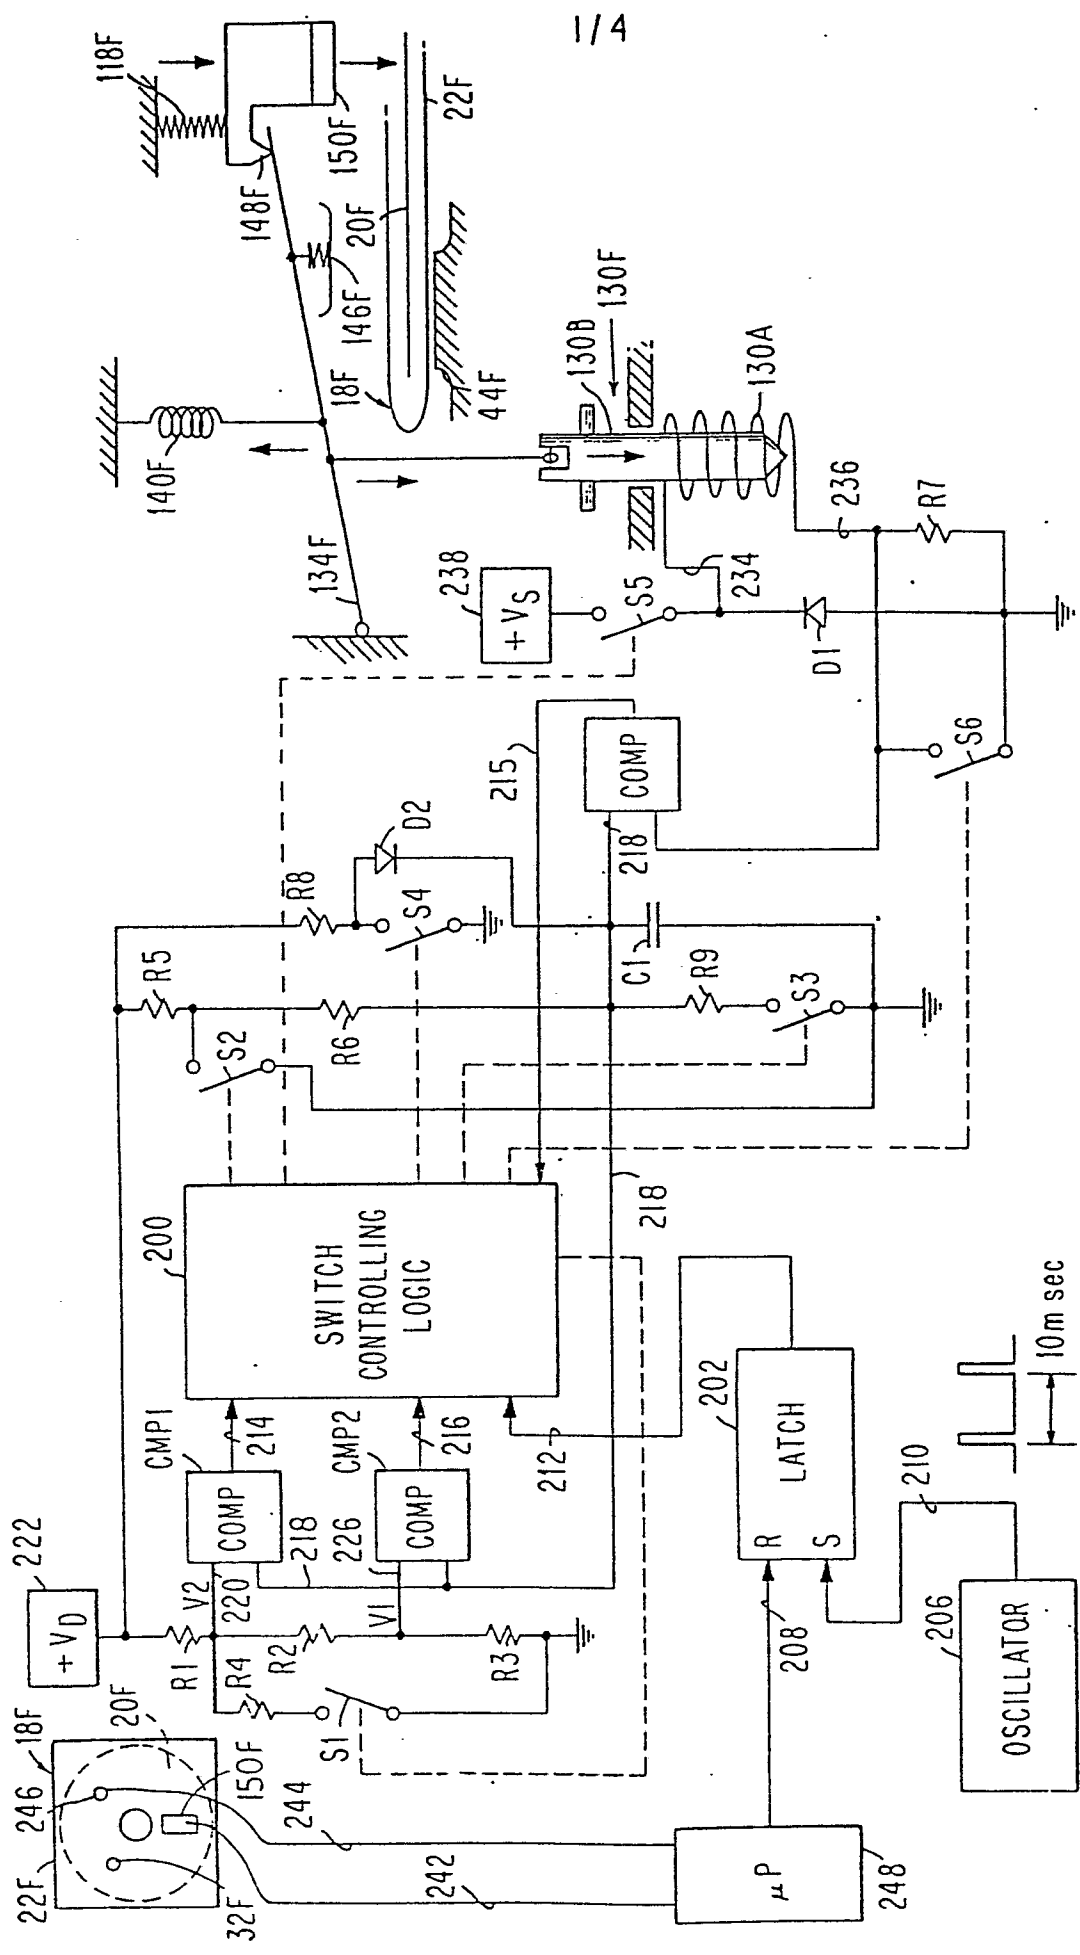 1/4
118F
148F
150F
22F
20F
146F
18F
44F
140F
134F
130B
130F
130A
238
+VS
S5
234
236
R7
D1
S6
215
COMP
218
D2
R8
S4
R5
C1
R9
S3
R6
S2
200
SWITCH
CONTROLLING
LOGIC
218
CMP1
214
COMP
CMP2
216
COMP
212
218
226
V2
220
V1
222
+VD
R1
R4
R2
R3
S1
202
LATCH
R
S
208
210
206
OSCILLATOR
10m sec
18F
20F
246
22F
150F
32F
244
242
μP
248